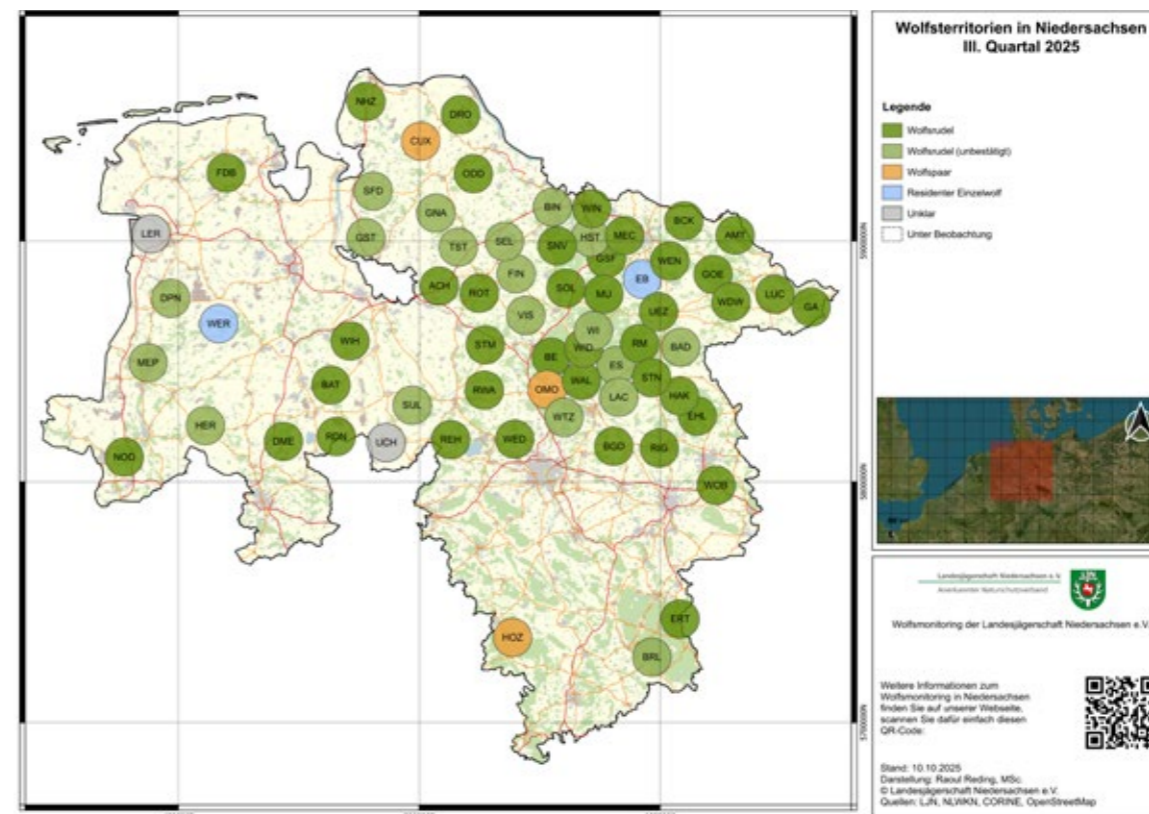 Wolfsterritorien in Niedersachsen
III. Quartal 2025
Legende
Wolfsrudel
Wolfsrudel (unbestätigt)
Wolfspaar
Residenter Einzelwolf
Unklar
Unter Beobachtung
NHZ
DRO
CUX
FDB
ODD
SFD
GNA
BIN
WIN
BCK
LER
GST
TST
SEL
SNV
HST
MEC
AMT
GSF
WEN
FIN
EB
GOE
ACH
ROT
SOL
MU
DPN
WDW
LUC
GA
VIS
UEZ
WER
WI
WIH
STM
WID
RM
BAD
BE
MEP
ES
BAT
RWA
OMO
WAL
STN
LAC
HAK
SUL
WTZ
EHL
HER
DME
RDN
UCH
REH
WED
BGD
RIG
NOD
WOB
ERT
HOZ
BRL
5900000N
5800000N
5700000N
Landesjägerschaft Niedersachsen e.V.
Anerkannter Naturschutzverband
LJN
Wolfsmonitoring der Landesjägerschaft Niedersachsen e.V.
Weitere Informationen zum
Wolfsmonitoring in Niedersachsen
finden Sie auf unserer Webseite,
scannen Sie dafür einfach diesen
QR-Code:
Stand: 10.10.2025
Darstellung: Raoul Reding, MSc.
© Landesjägerschaft Niedersachsen e.V.
Quellen: LJN, NLWKN, CORINE, OpenStreetMap